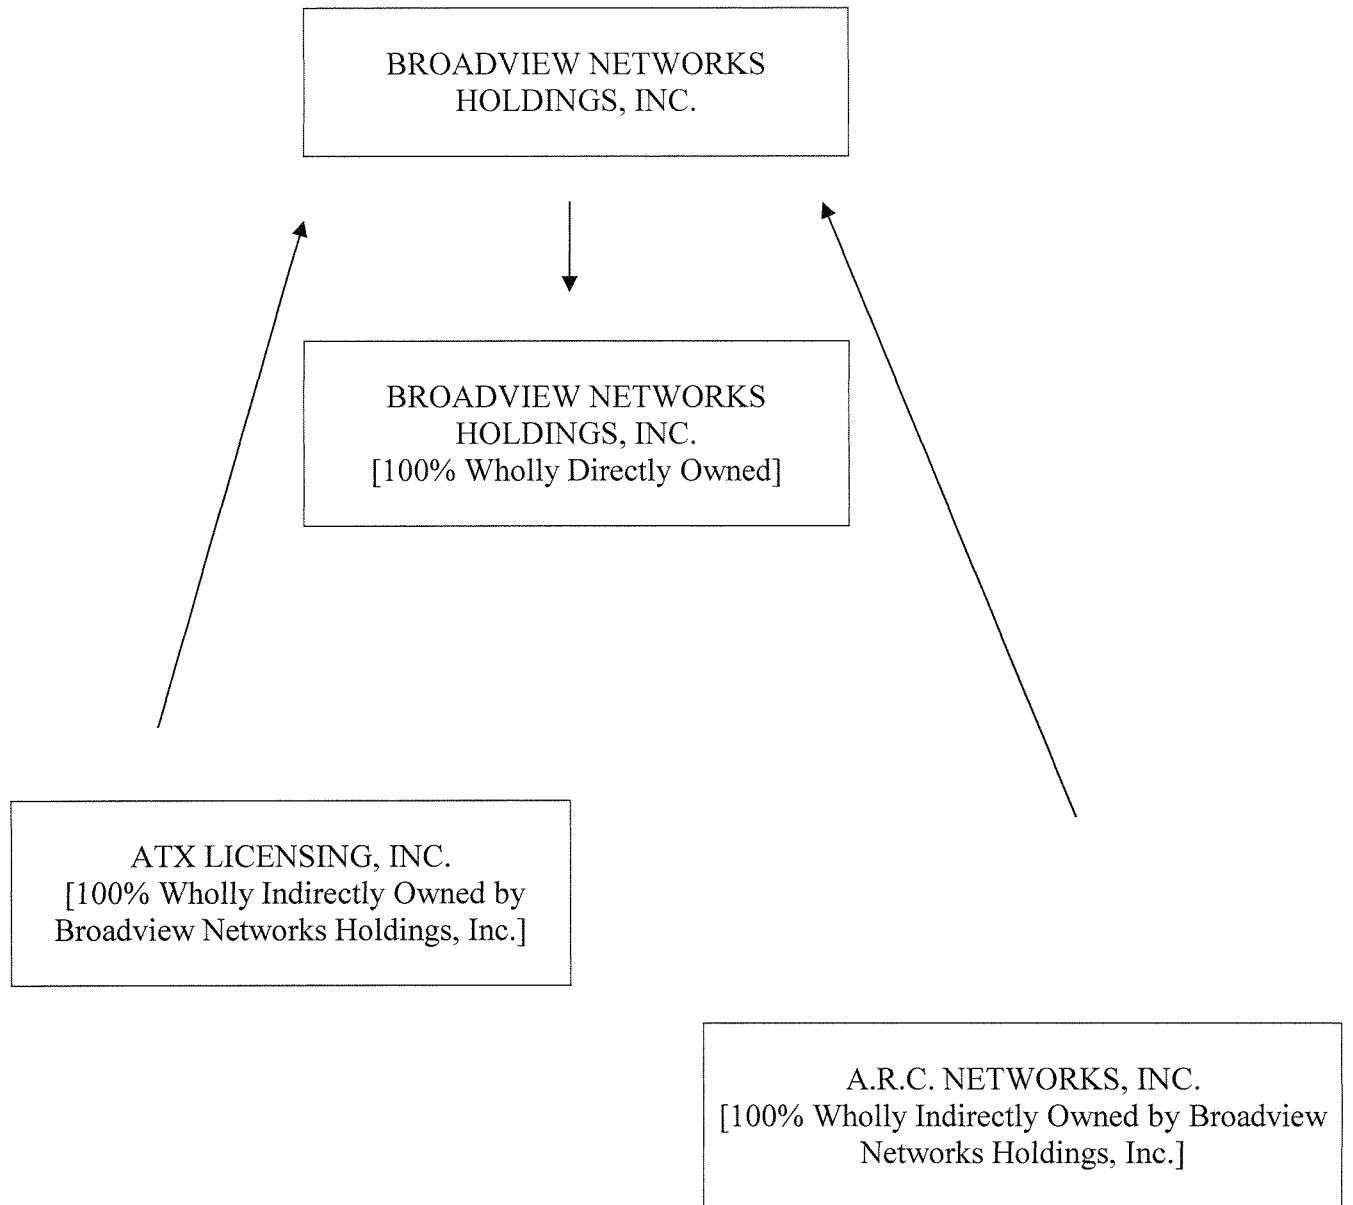 BROADVIEW NETWORKS
HOLDINGS, INC.
BROADVIEW NETWORKS
HOLDINGS, INC.
[100% Wholly Directly Owned]
ATX LICENSING, INC.
[100% Wholly Indirectly Owned by
Broadview Networks Holdings, Inc.]
A.R.C. NETWORKS, INC.
[100% Wholly Indirectly Owned by Broadview
Networks Holdings, Inc.]